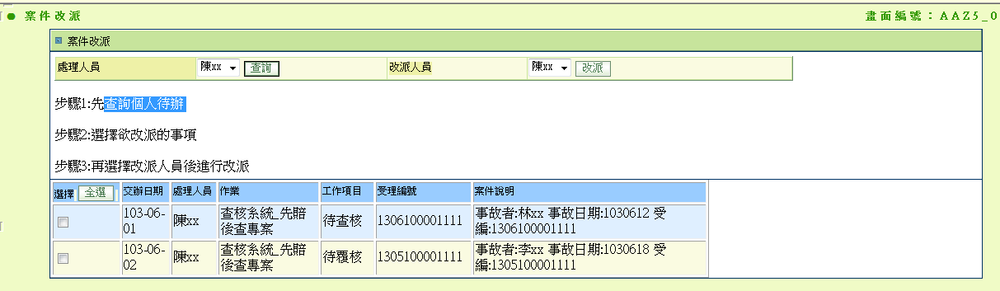 ● 案件改派 畫面編號：AAZ5_0
案件改派
處理人員 陳xx 查詢 改派人員 陳xx 改派
步驟1:先查詢個人待辦
步驟2:選擇欲改派的事項
步驟3:再選擇改派人員後進行改派
選擇 全選 交辦日期 處理人員 作業 工作項目 受理編號 案件說明
103-06-
01
陳xx
查核系統_先賠
後查專案
待查核
1306100001111
事故者:林xx 事故日期:1030612 受
編:1306100001111
103-06-
02
陳xx
查核系統_先賠
後查專案
待覆核
1305100001111
事故者:李xx 事故日期:1030618 受
編:1305100001111